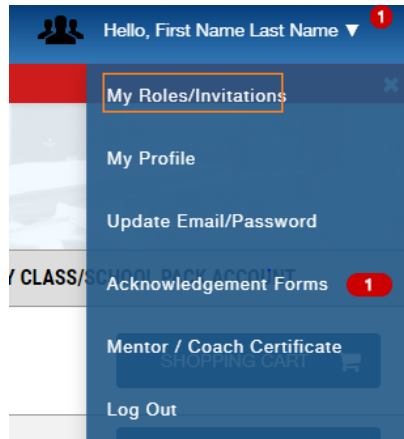 Hello, First Name Last Name ▼ 1
My Roles/Invitations
My Profile
Update Email/Password
Y CLASS/SCHOOL PACK ACCOUNT
Acknowledgement Forms 1
Mentor / Coach Certificate
SHOPPING CART
Log Out